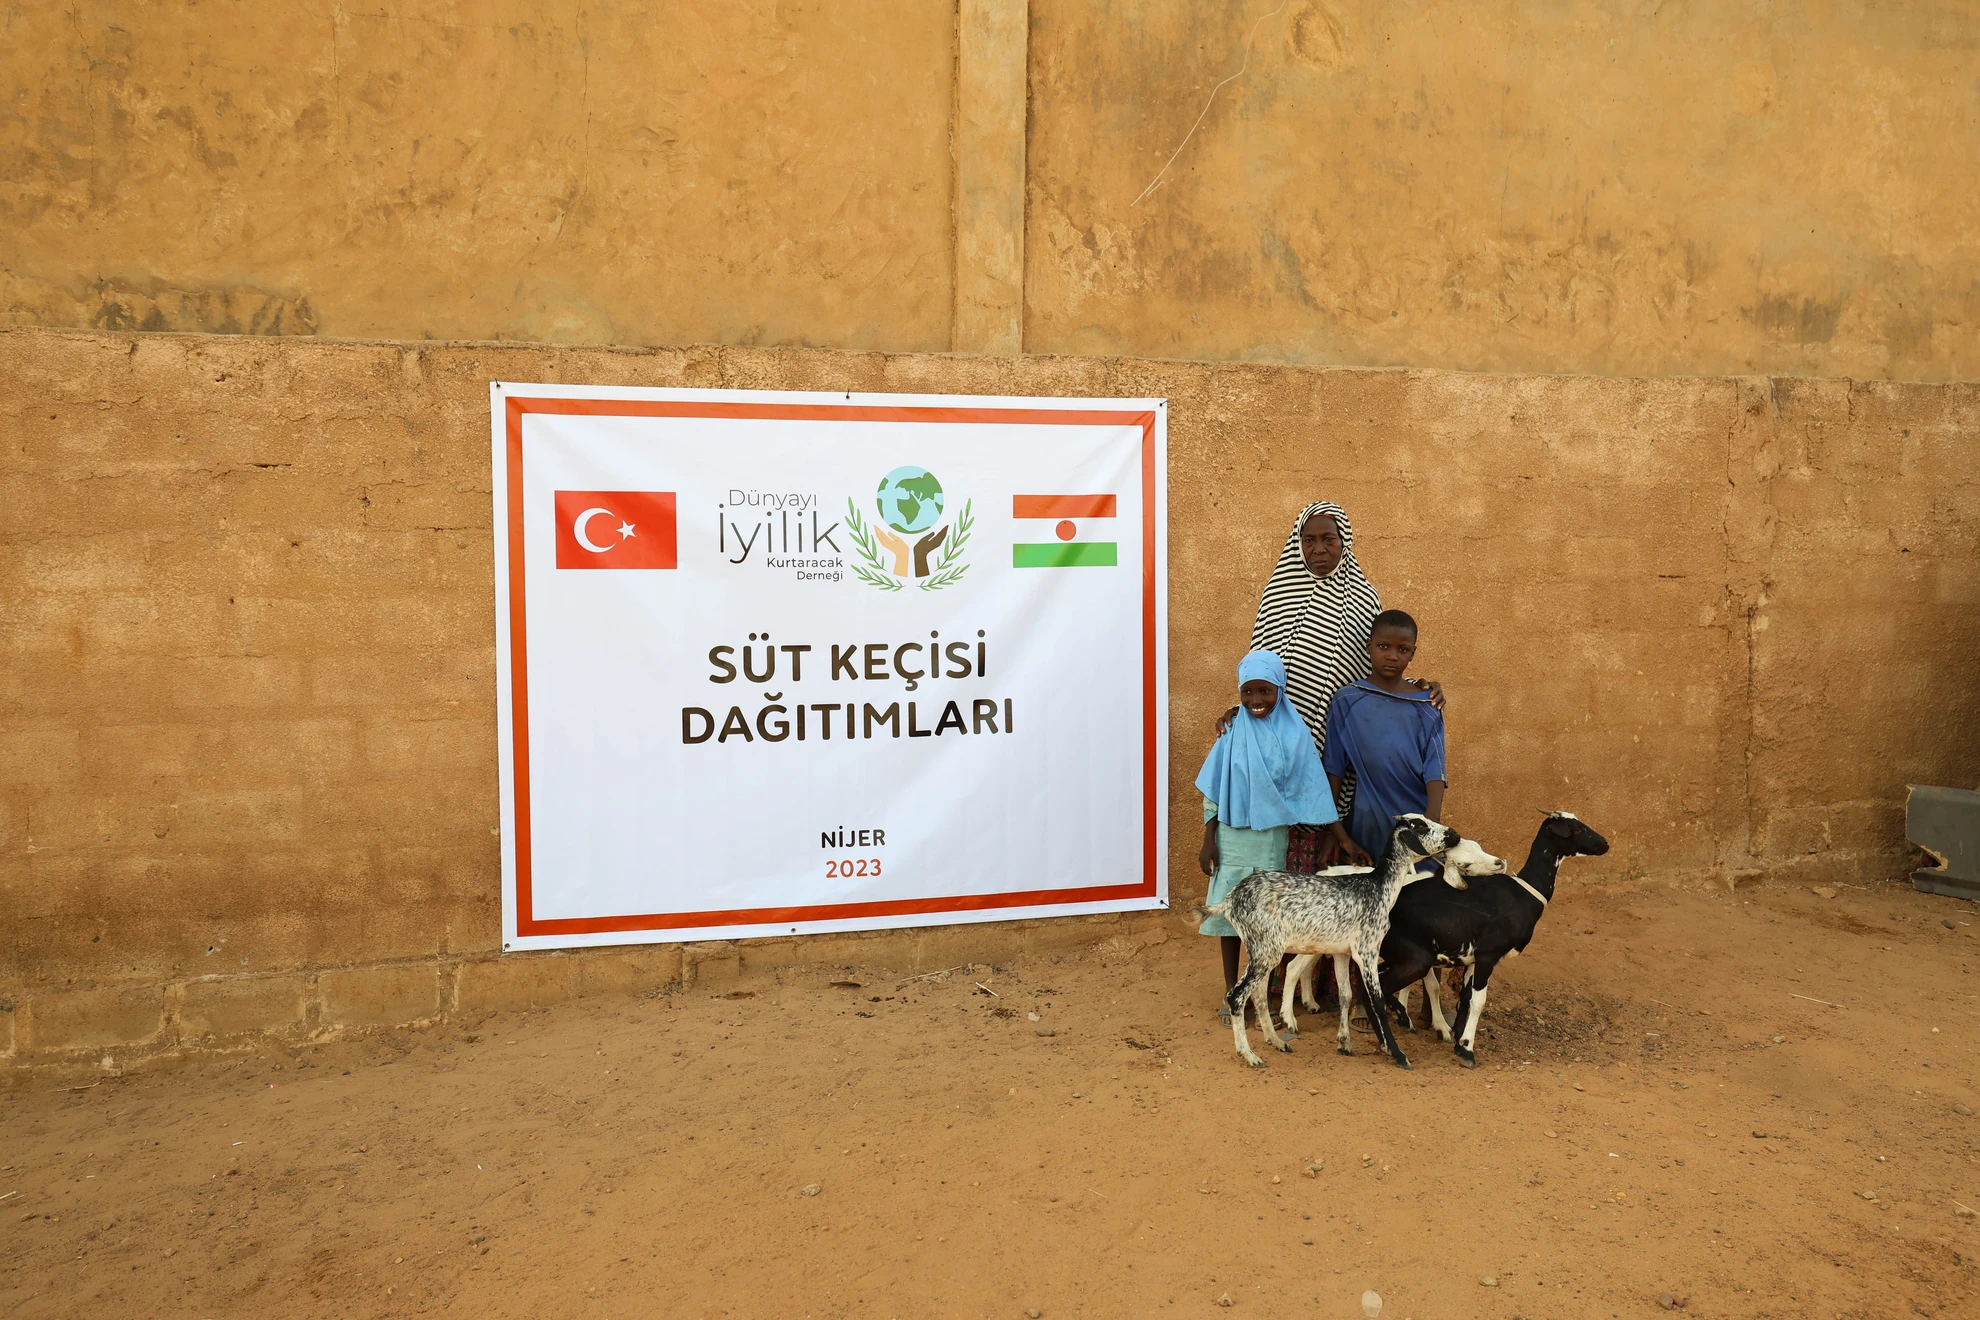 Dünyayı
İyilik
Kurtaracak
Derneği
SÜT KEÇİSİ
DAĞITIMLARI
NİJER
2023